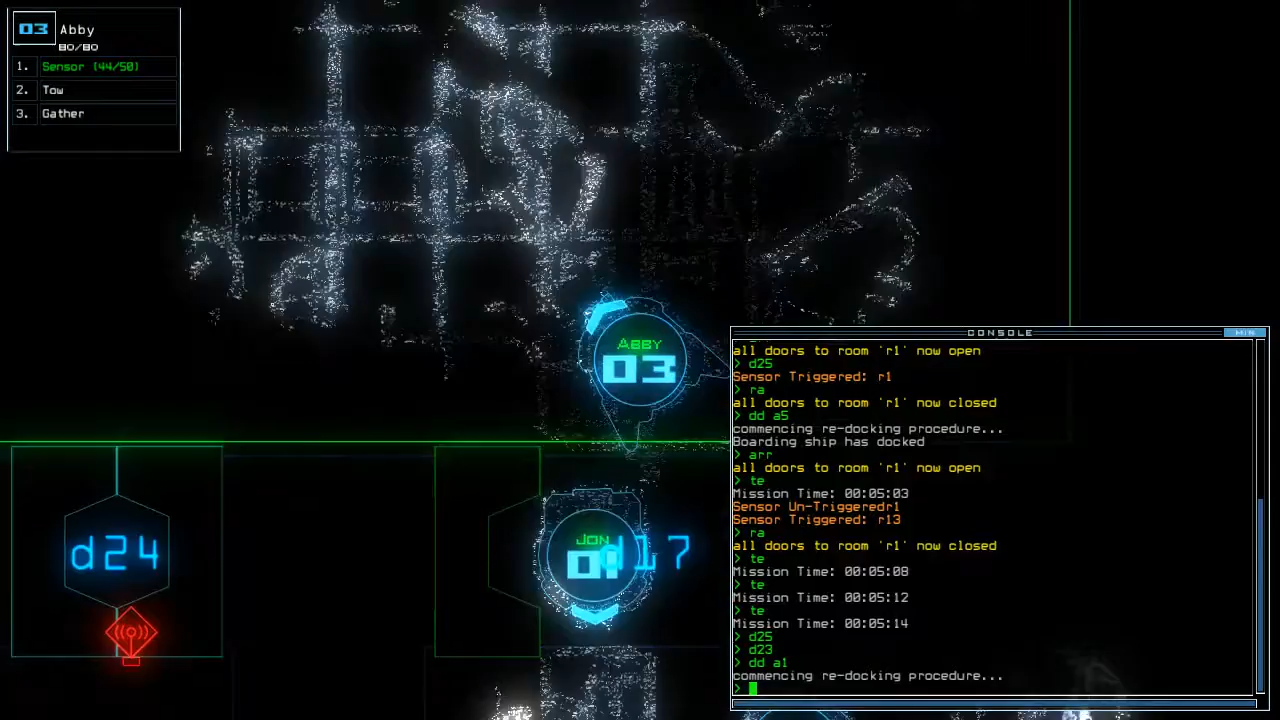 03 Abby
80/80
1. Sensor (44/50)
2. Tow
3. Gather
ABBY
03
d24
JON
01
d17
CONSOLE
MIN
all doors to room 'r1' now open
> d25
Sensor Triggered: r1
> ra
all doors to room 'r1' now closed
> dd a5
commencing re-docking procedure...
Boarding ship has docked
> arr
all doors to room 'r1' now open
> te
Mission Time: 00:05:03
Sensor Un-Triggeredr1
Sensor Triggered: r13
> ra
all doors to room 'r1' now closed
> te
Mission Time: 00:05:08
> te
Mission Time: 00:05:12
> te
Mission Time: 00:05:14
> d25
> d23
> dd a1
commencing re-docking procedure...
>